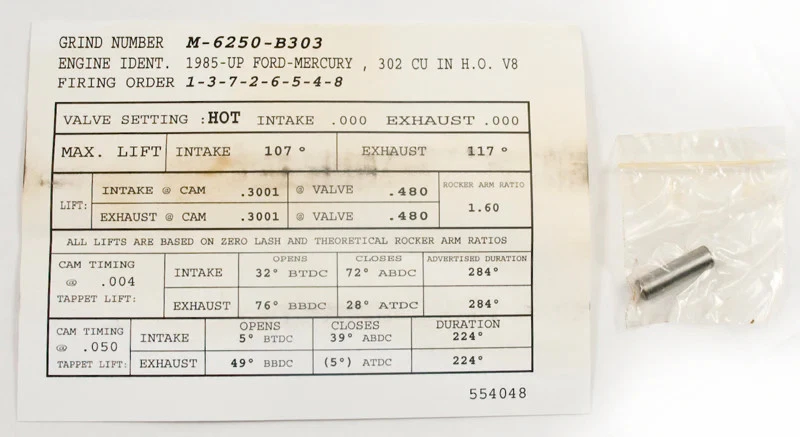 GRIND NUMBER M-6250-B303
ENGINE IDENT. 1985-UP FORD-MERCURY , 302 CU IN H.O. V8
FIRING ORDER 1-3-7-2-6-5-4-8
VALVE SETTING :HOT INTAKE .000 EXHAUST .000
MAX. LIFT INTAKE 107° EXHAUST 117°
LIFT: INTAKE @ CAM .3001 @ VALVE .480 ROCKER ARM RATIO
EXHAUST @ CAM .3001 @ VALVE .480 1.60
ALL LIFTS ARE BASED ON ZERO LASH AND THEORETICAL ROCKER ARM RATIOS
CAM TIMING OPENS CLOSES ADVERTISED DURATION
@ .004 INTAKE 32° BTDC 72° ABDC 284°
TAPPET LIFT: EXHAUST 76° BBDC 28° ATDC 284°
CAM TIMING OPENS CLOSES DURATION
@ .050 INTAKE 5° BTDC 39° ABDC 224°
TAPPET LIFT: EXHAUST 49° BBDC (5°) ATDC 224°
554048